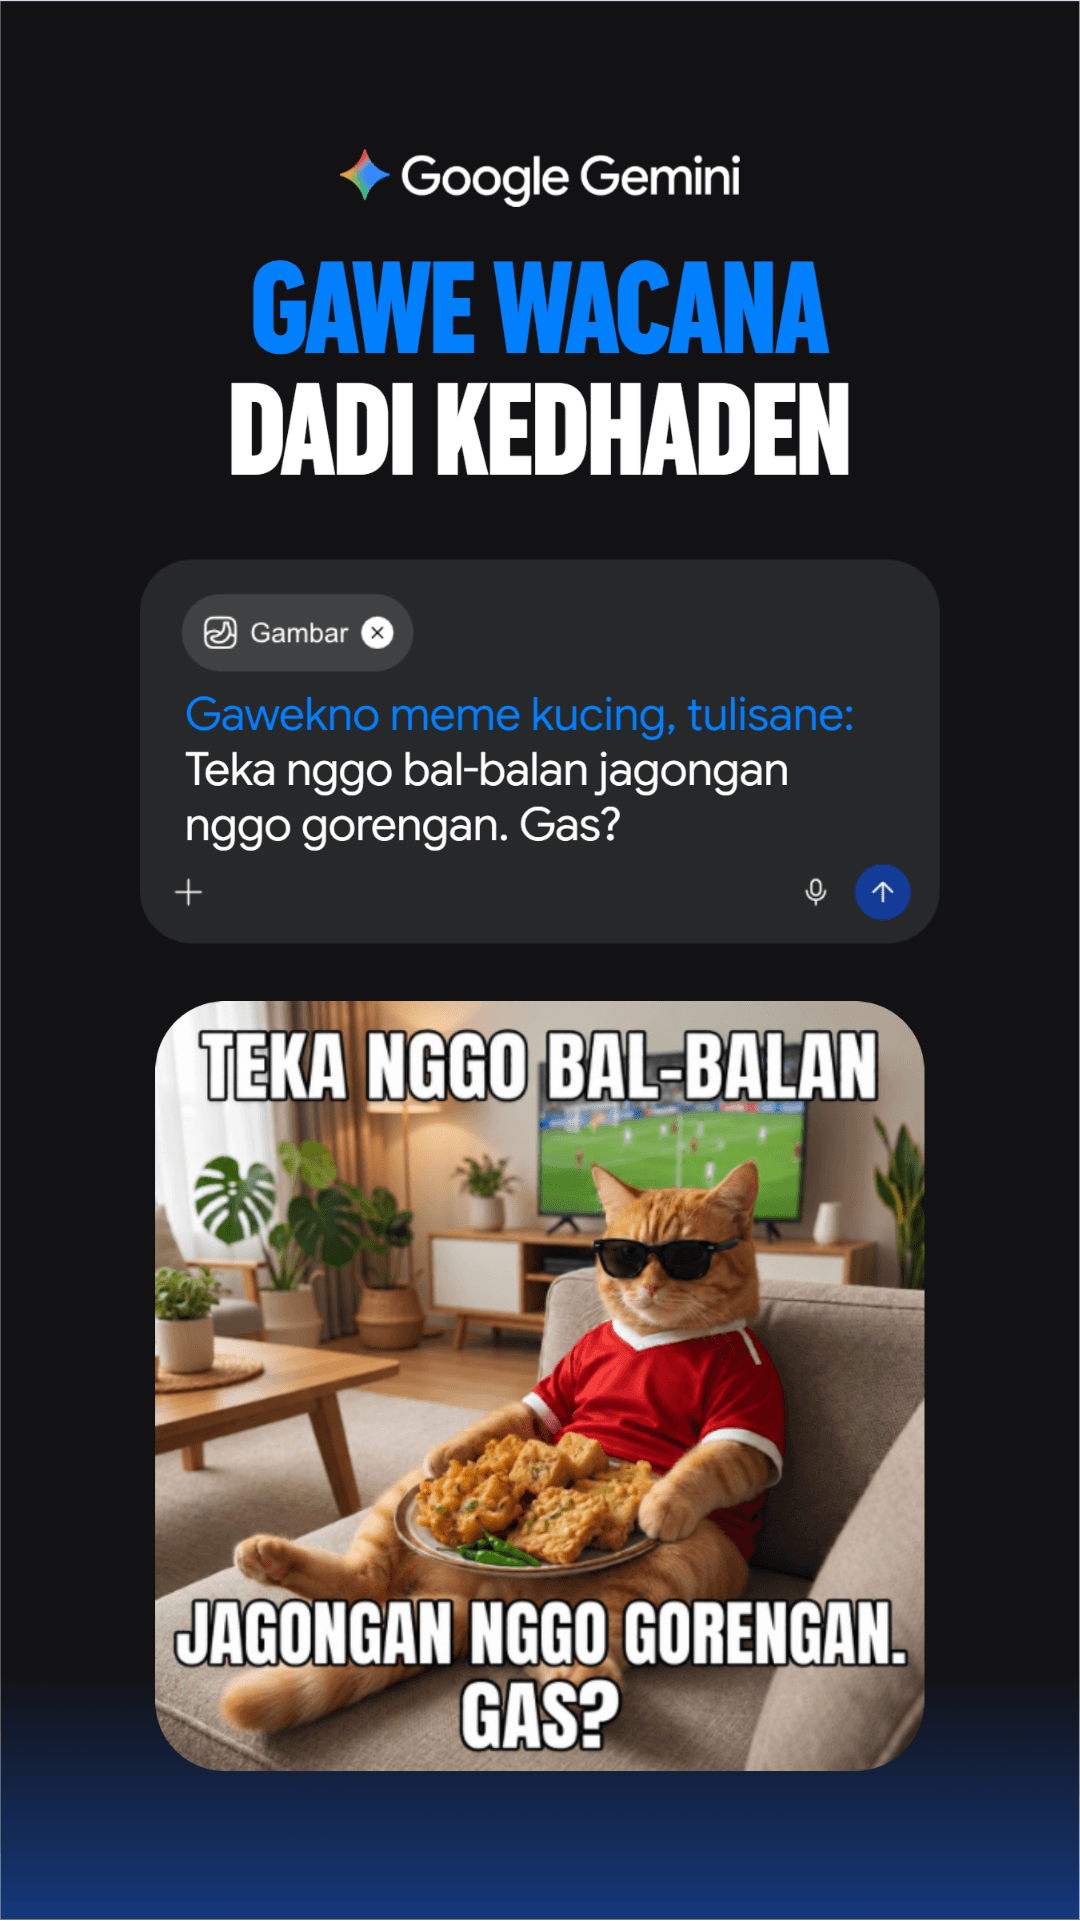 Google Gemini
GAWE WACANA
DADI KEDHADEN
Gambar
Gawekno meme kucing, tulisane:
Teka nggo bal-balan jagongan
nggo gorengan. Gas?
TEKA NGGO BAL-BALAN
JAGONGAN NGGO GORENGAN.
GAS?